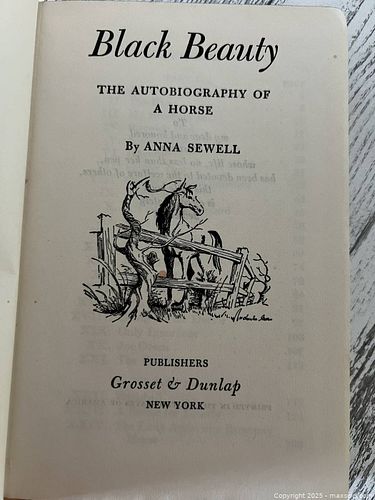 Black Beauty
THE AUTOBIOGRAPHY OF
A HORSE
By ANNA SEWELL
PUBLISHERS
Grosset & Dunlap
NEW YORK
Copyright © 2025 - maxsold.com